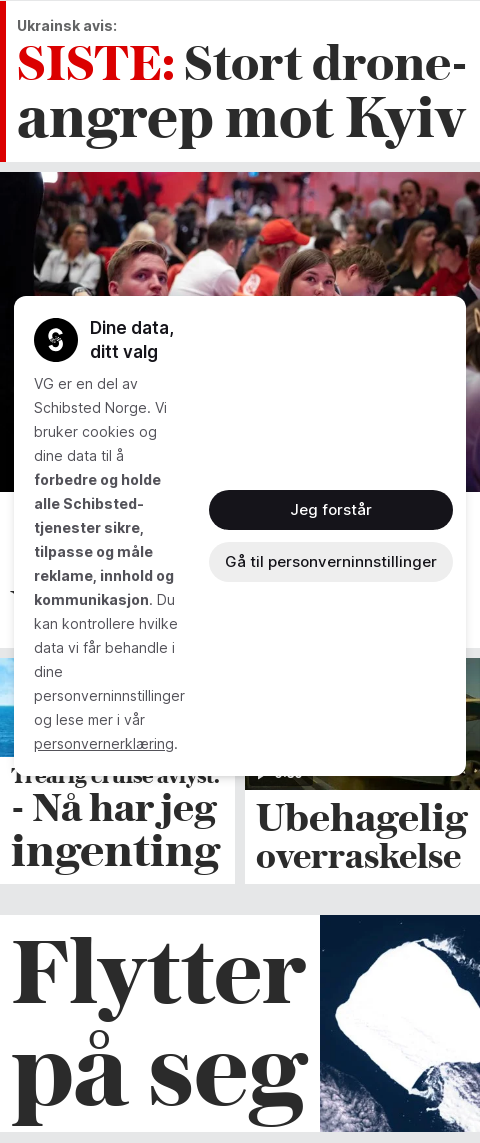 Ukrainsk avis:
SISTE: Stort drone-
angrep mot Kyiv
Dine data,
ditt valg
VG er en del av
Schibsted Norge. Vi
bruker cookies og
dine data til å
forbedre og holde
alle Schibsted-
tjenester sikre,
tilpasse og måle
reklame, innhold og
kommunikasjon. Du
kan kontrollere hvilke
data vi får behandle i
dine
personverninnstillinger
og lese mer i vår
personvernerklæring.
Jeg forstår
Gå til personverninnstillinger
Treårig cruise avlyst:
- Nå har jeg
ingenting
Ubehagelig
overraskelse
Flytter
på seg